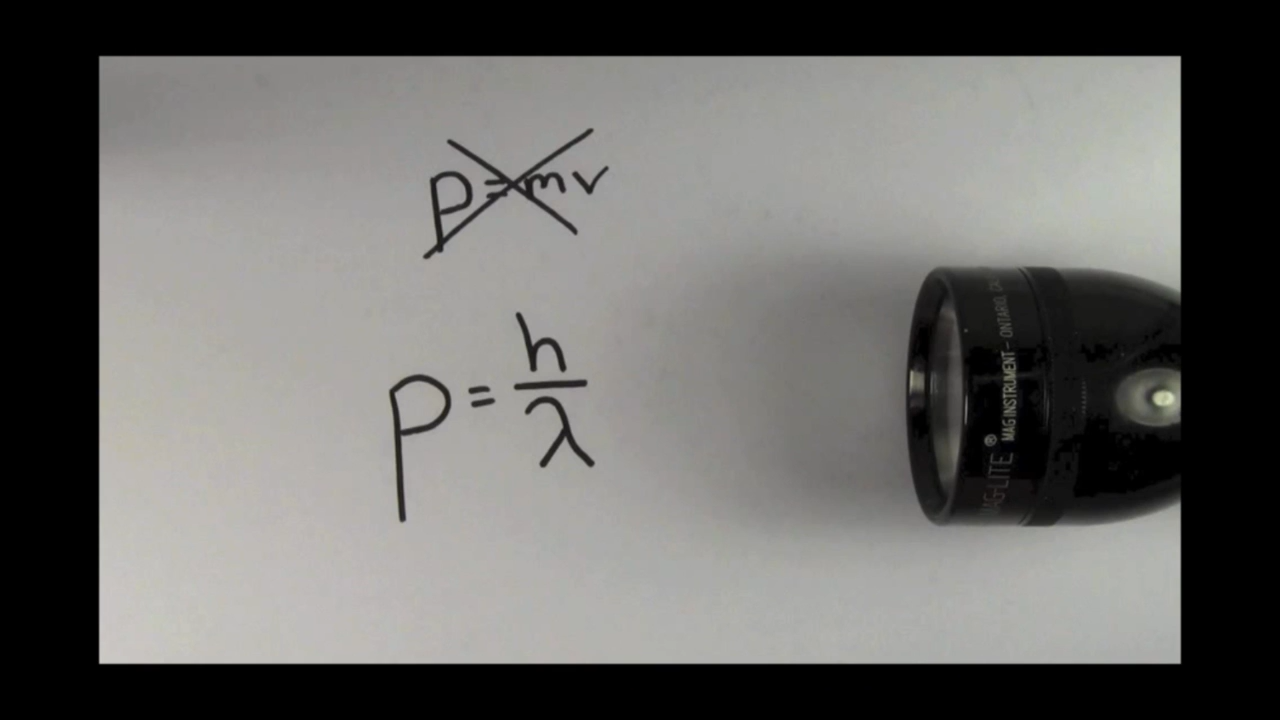 p=mv
p = h/λ
MAG-LITE® MAG INSTRUMENT - ONTARIO, CA